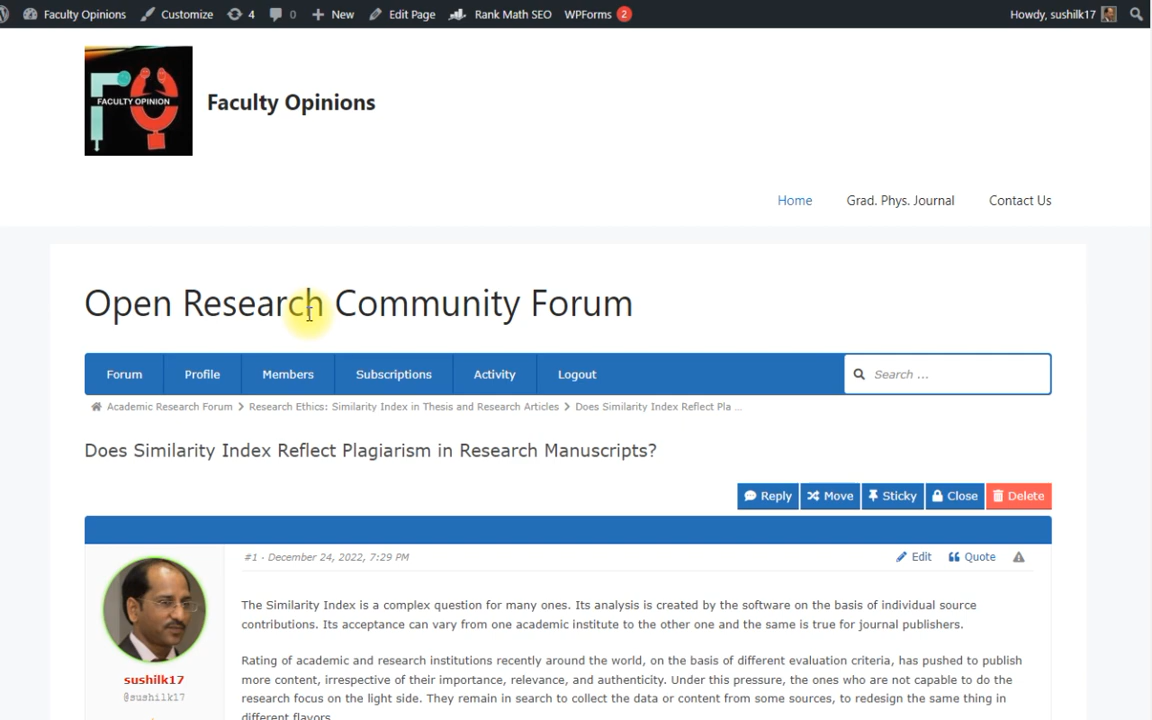 Faculty Opinions Customize 4 0 New Edit Page Rank Math SEO WPForms 2 Howdy, sushilk17
FACULTY OPINION
Faculty Opinions
Home Grad. Phys. Journal Contact Us
Open Research Community Forum
Forum Profile Members Subscriptions Activity Logout Search ...
Academic Research Forum > Research Ethics: Similarity Index in Thesis and Research Articles > Does Similarity Index Reflect Pla ...
Does Similarity Index Reflect Plagiarism in Research Manuscripts?
Reply Move Sticky Close Delete
#1 - December 24, 2022, 7:29 PM Edit Quote
The Similarity Index is a complex question for many ones. Its analysis is created by the software on the basis of individual source
contributions. Its acceptance can vary from one academic institute to the other one and the same is true for journal publishers.
Rating of academic and research institutions recently around the world, on the basis of different evaluation criteria, has pushed to publish
more content, irrespective of their importance, relevance, and authenticity. Under this pressure, the ones who are not capable to do the
research focus on the light side. They remain in search to collect the data or content from some sources, to redesign the same thing in
different flavors.
sushilk17
@sushilk17